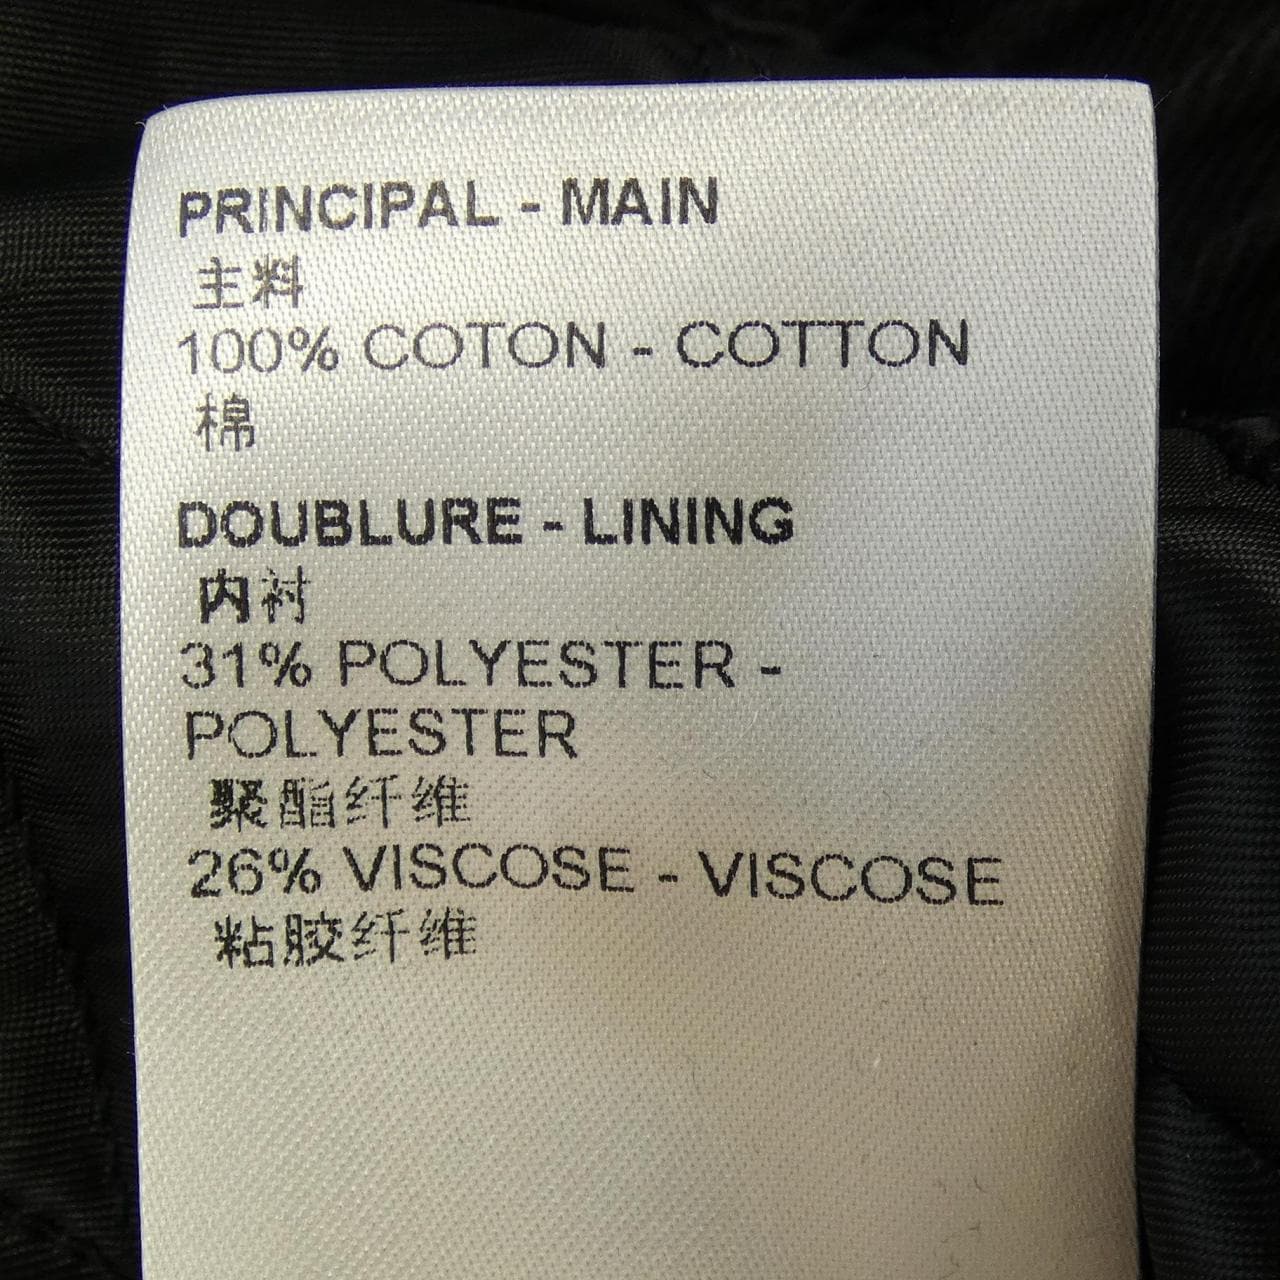 PRINCIPAL - MAIN
主料
100% COTON - COTTON
棉
DOUBLURE - LINING
内衬
31% POLYESTER -
POLYESTER
聚酯纤维
26% VISCOSE - VISCOSE
粘胶纤维